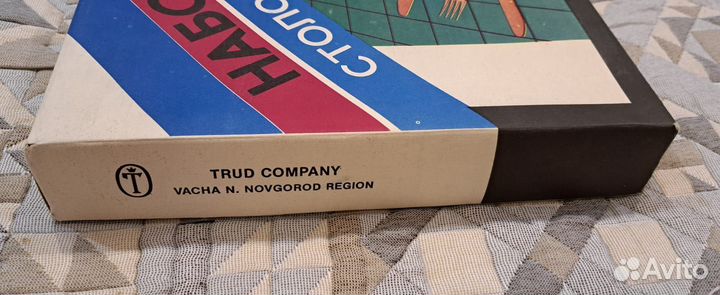 НАБО
СТОЛО
T
TRUD COMPANY
VACHA N. NOVGOROD REGION
Avito